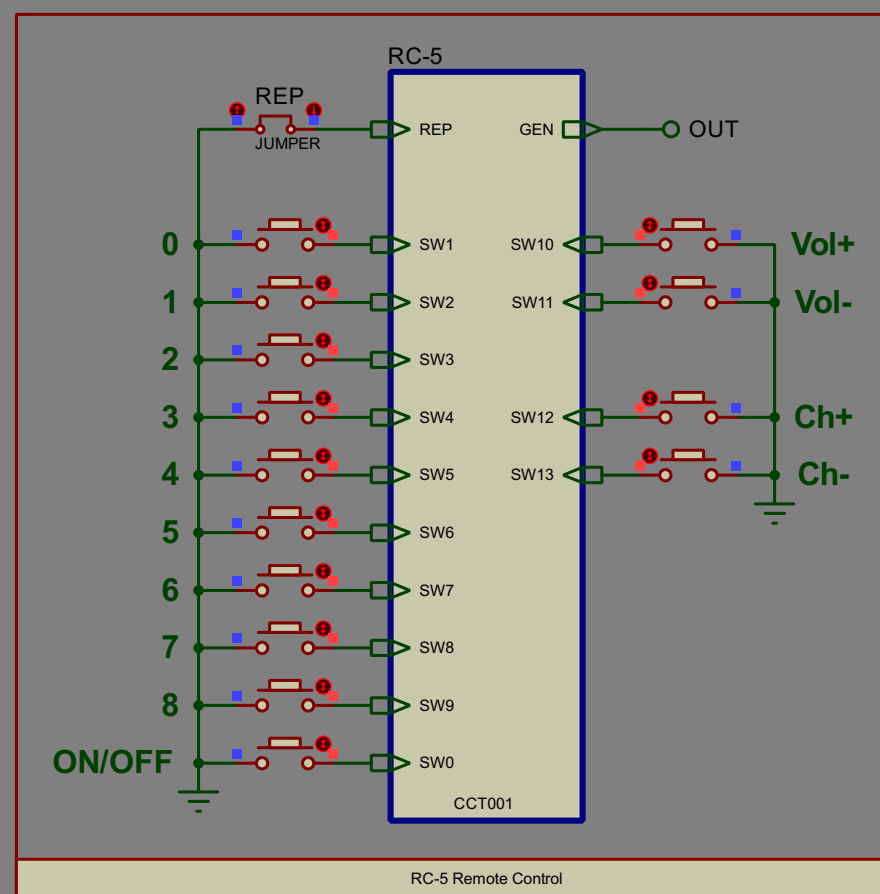 RC-5
REP
JUMPER
REP GEN OUT
0 SW1 SW10 Vol+
1 SW2 SW11 Vol-
2 SW3
3 SW4 SW12 Ch+
4 SW5 SW13 Ch-
5 SW6
6 SW7
7 SW8
8 SW9
ON/OFF SW0
CCT001
RC-5 Remote Control